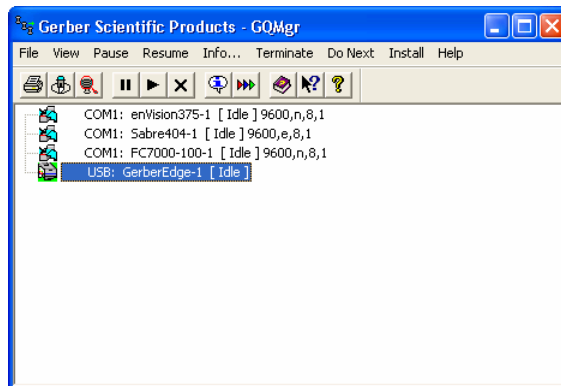 Gerber Scientific Products - GQMgr
File View Pause Resume Info... Terminate Do Next Install Help
COM1: enVision375-1 [ Idle ] 9600,n,8,1
COM1: Sabre404-1 [ Idle ] 9600,e,8,1
COM1: FC7000-100-1 [ Idle ] 9600,n,8,1
USB: GerberEdge-1 [ Idle ]